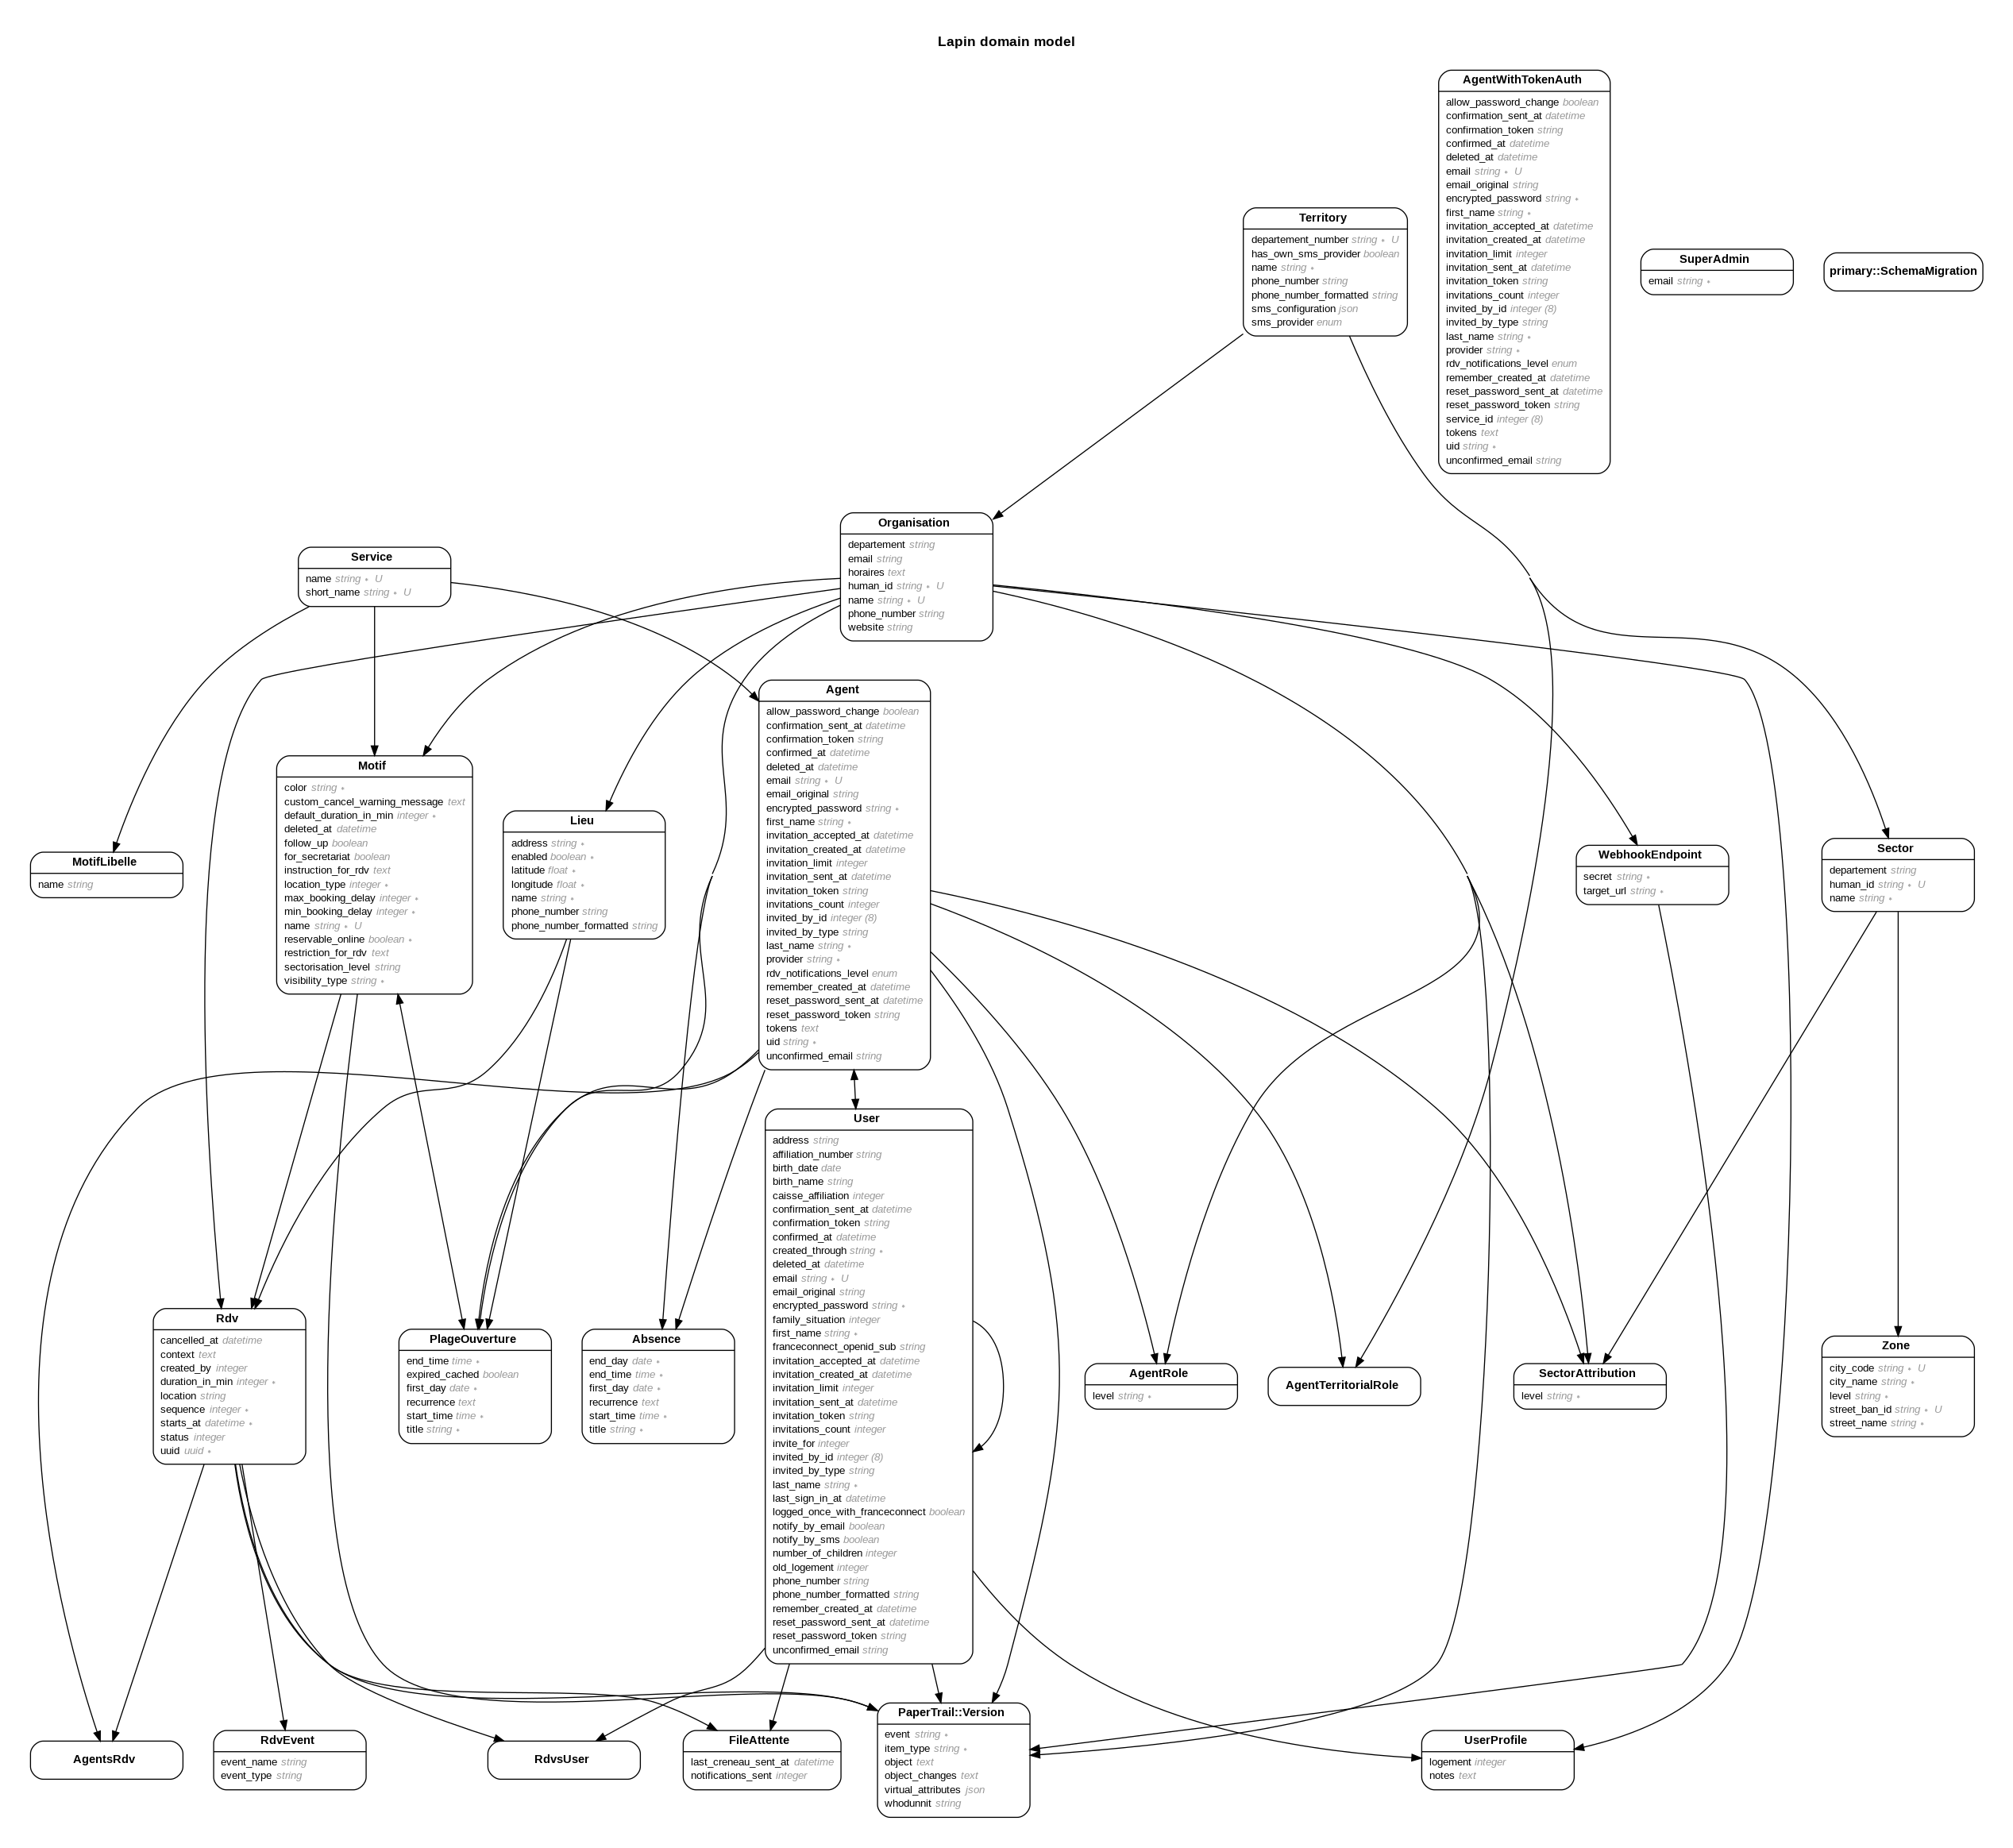 Lapin domain model
AgentWithTokenAuth
allow_password_change boolean
confirmation_sent_at datetime
confirmation_token string
confirmed_at datetime
deleted_at datetime
email string ∗ U
email_original string
encrypted_password string ∗
first_name string ∗
invitation_accepted_at datetime
invitation_created_at datetime
invitation_limit integer
invitation_sent_at datetime
invitation_token string
invitations_count integer
invited_by_id integer (8)
invited_by_type string
last_name string ∗
provider string ∗
rdv_notifications_level enum
remember_created_at datetime
reset_password_sent_at datetime
reset_password_token string
service_id integer (8)
tokens text
uid string ∗
unconfirmed_email string
Territory
departement_number string ∗ U
has_own_sms_provider boolean
name string ∗
phone_number string
phone_number_formatted string
sms_configuration json
sms_provider enum
SuperAdmin
email string ∗
primary::SchemaMigration
Organisation
departement string
email string
horaires text
human_id string ∗ U
name string ∗ U
phone_number string
website string
Service
name string ∗ U
short_name string ∗ U
Agent
allow_password_change boolean
confirmation_sent_at datetime
confirmation_token string
confirmed_at datetime
deleted_at datetime
email string ∗ U
email_original string
encrypted_password string ∗
first_name string ∗
invitation_accepted_at datetime
invitation_created_at datetime
invitation_limit integer
invitation_sent_at datetime
invitation_token string
invitations_count integer
invited_by_id integer (8)
invited_by_type string
last_name string ∗
provider string ∗
rdv_notifications_level enum
remember_created_at datetime
reset_password_sent_at datetime
reset_password_token string
tokens text
uid string ∗
unconfirmed_email string
Motif
color string ∗
custom_cancel_warning_message text
default_duration_in_min integer ∗
deleted_at datetime
follow_up boolean
for_secretariat boolean
instruction_for_rdv text
location_type integer ∗
max_booking_delay integer ∗
min_booking_delay integer ∗
name string ∗ U
reservable_online boolean ∗
restriction_for_rdv text
sectorisation_level string
visibility_type string ∗
Lieu
address string ∗
enabled boolean ∗
latitude float ∗
longitude float ∗
name string ∗
phone_number string
phone_number_formatted string
MotifLibelle
name string
WebhookEndpoint
secret string ∗
target_url string ∗
Sector
departement string
human_id string ∗ U
name string ∗
User
address string
affiliation_number string
birth_date date
birth_name string
caisse_affiliation integer
confirmation_sent_at datetime
confirmation_token string
confirmed_at datetime
created_through string ∗
deleted_at datetime
email string ∗ U
email_original string
encrypted_password string ∗
family_situation integer
first_name string ∗
franceconnect_openid_sub string
invitation_accepted_at datetime
invitation_created_at datetime
invitation_limit integer
invitation_sent_at datetime
invitation_token string
invitations_count integer
invite_for integer
invited_by_id integer (8)
invited_by_type string
last_name string ∗
last_sign_in_at datetime
logged_once_with_franceconnect boolean
notify_by_email boolean
notify_by_sms boolean
number_of_children integer
old_logement integer
phone_number string
phone_number_formatted string
remember_created_at datetime
reset_password_sent_at datetime
reset_password_token string
unconfirmed_email string
Rdv
cancelled_at datetime
context text
created_by integer
duration_in_min integer ∗
location string
sequence integer ∗
starts_at datetime ∗
status integer
uuid uuid ∗
PlageOuverture
end_time time ∗
expired_cached boolean
first_day date ∗
recurrence text
start_time time ∗
title string ∗
Absence
end_day date ∗
end_time time ∗
first_day date ∗
recurrence text
start_time time ∗
title string ∗
AgentRole
level string ∗
AgentTerritorialRole
SectorAttribution
level string ∗
Zone
city_code string ∗ U
city_name string ∗
level string ∗
street_ban_id string ∗ U
street_name string ∗
AgentsRdv
RdvEvent
event_name string
event_type string
RdvsUser
FileAttente
last_creneau_sent_at datetime
notifications_sent integer
PaperTrail::Version
event string ∗
item_type string ∗
object text
object_changes text
virtual_attributes json
whodunnit string
UserProfile
logement integer
notes text